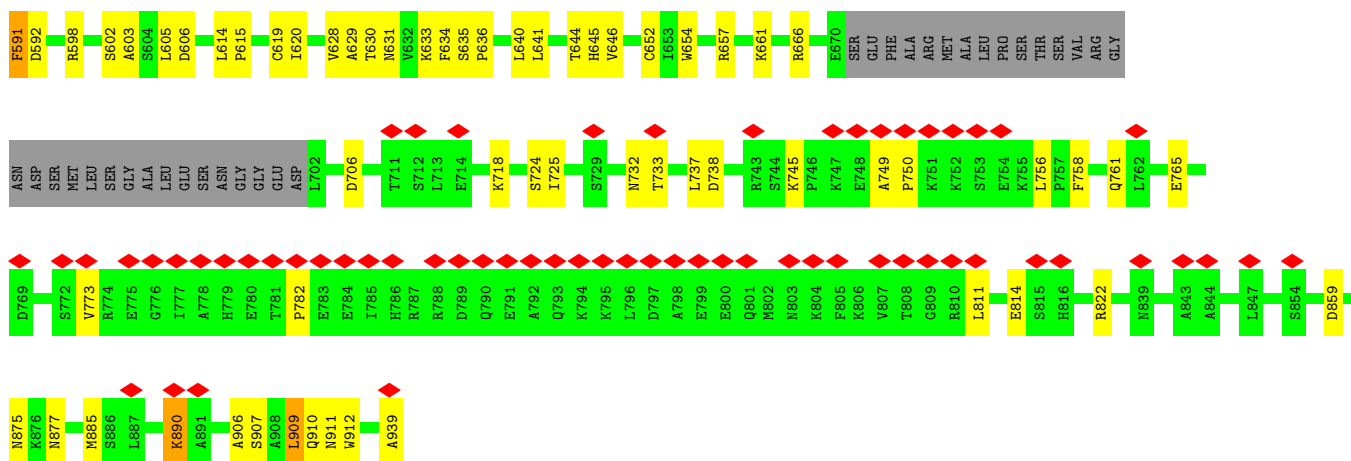 F591 D592 R598 S602 A603 S604 L605 D606 L614 P615 C619 I620 V628 A629 T630 N631 V632 K633 F634 S635 P636 L640 L641 T644 H645 V646 C652 I653 W654 R657 K661 R666 E670 SER GLU PHE ALA ARG MET ALA LEU PRO SER THR SER VAL ARG GLY
ASN ASP SER MET LEU SER GLY ALA LEU GLU SER ASN GLY GLY GLU ASP L702 D706 T711 S712 L713 E714 K718 S724 I725 S729 N732 T733 L737 D738 R743 S744 K745 P746 K747 E748 A749 P750 K751 K752 S753 E754 K755 L756 P757 F758 Q761 L762 E765
D769 S772 V773 R774 E775 G776 I777 A778 H779 E780 T781 P782 E783 E784 I785 H786 R787 R788 D789 Q790 E791 A792 Q793 K794 K795 L796 D797 A798 E799 E800 Q801 M802 N803 K804 F805 K806 V807 T808 G809 R810 L811 E814 S815 H816 R822 N839 A843 A844 L847 S854 D859
N875 K876 N877 M885 S886 L887 K890 A891 A906 S907 A908 L909 Q910 N911 W912 A939